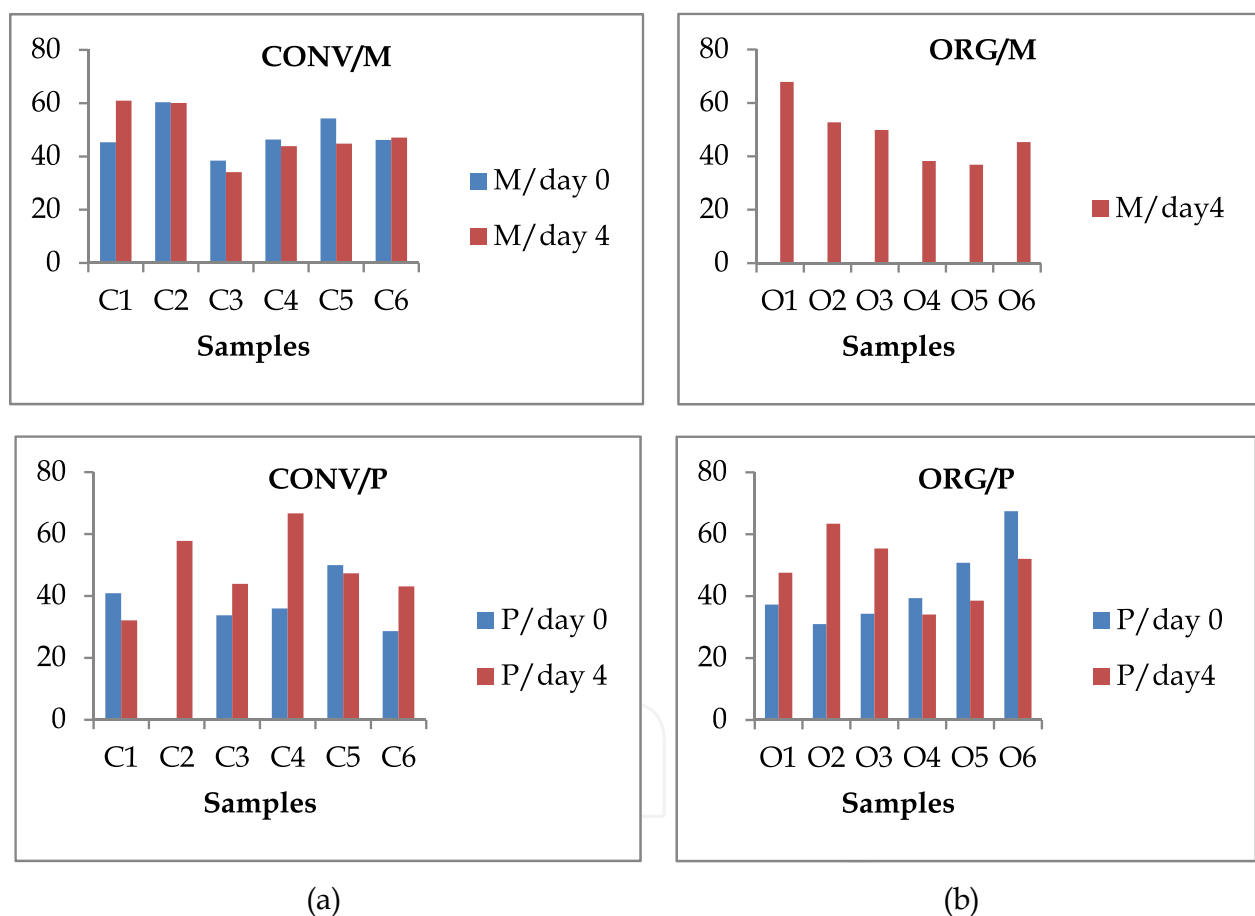 CONV/M
80
60
40
20
0
C1 C2 C3 C4 C5 C6
Samples
M/day 0
M/day 4
ORG/M
80
60
40
20
0
O1 O2 O3 O4 O5 O6
Samples
M/day4
CONV/P
80
60
40
20
0
C1 C2 C3 C4 C5 C6
Samples
P/day 0
P/day 4
ORG/P
80
60
40
20
0
O1 O2 O3 O4 O5 O6
Samples
P/day 0
P/day4
(a) (b)